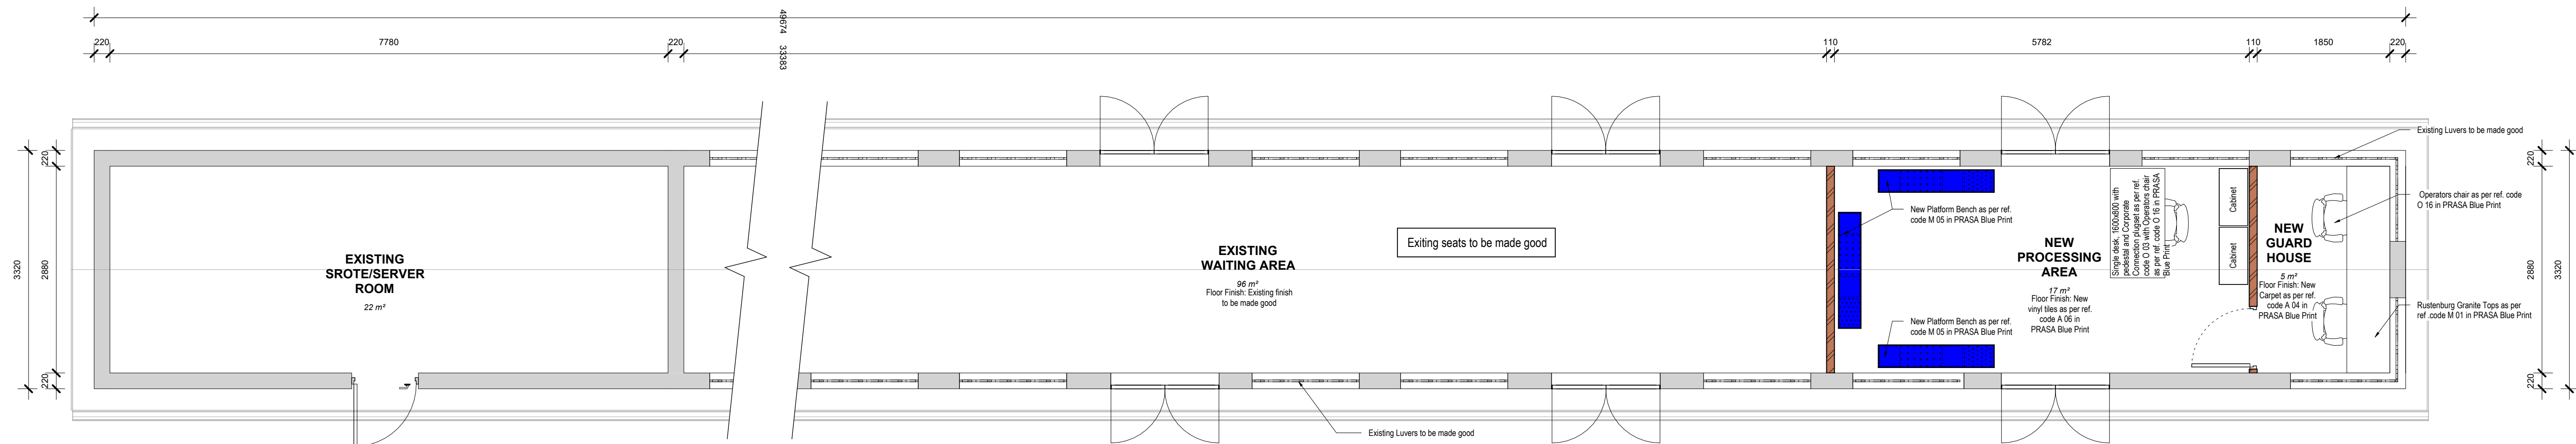 49674
220
7780
220
33383
110
5782
110
1850
220
3320
220
2880
220
EXISTING
SROTE/SERVER
ROOM
22 m²
EXISTING
WAITING AREA
96 m²
Floor Finish: Existing finish
to be made good
Exiting seats to be made good
Existing Luvers to be made good
New Platform Bench as per ref.
code M 05 in PRASA Blue Print
New Platform Bench as per ref.
code M 05 in PRASA Blue Print
NEW
PROCESSING
AREA
17 m²
Floor Finish: New
vinyl tiles as per ref.
code A 06 in
PRASA Blue Print
Single desk, 1600x800 with
pedestal and Corporate
Connection pluguset as per ref.
code O 03 with Operators chair
as per ref. code O 16 in PRASA
Blue Print
Cabinet
Cabinet
NEW
GUARD
HOUSE
5 m²
Floor Finish: New
Carpet as per ref.
code A 04 in
PRASA Blue Print
Existing Luvers to be made good
Operators chair as per ref. code
O 16 in PRASA Blue Print
Rustenburg Granite Tops as per
ref .code M 01 in PRASA Blue Print
220
2880
220
3320